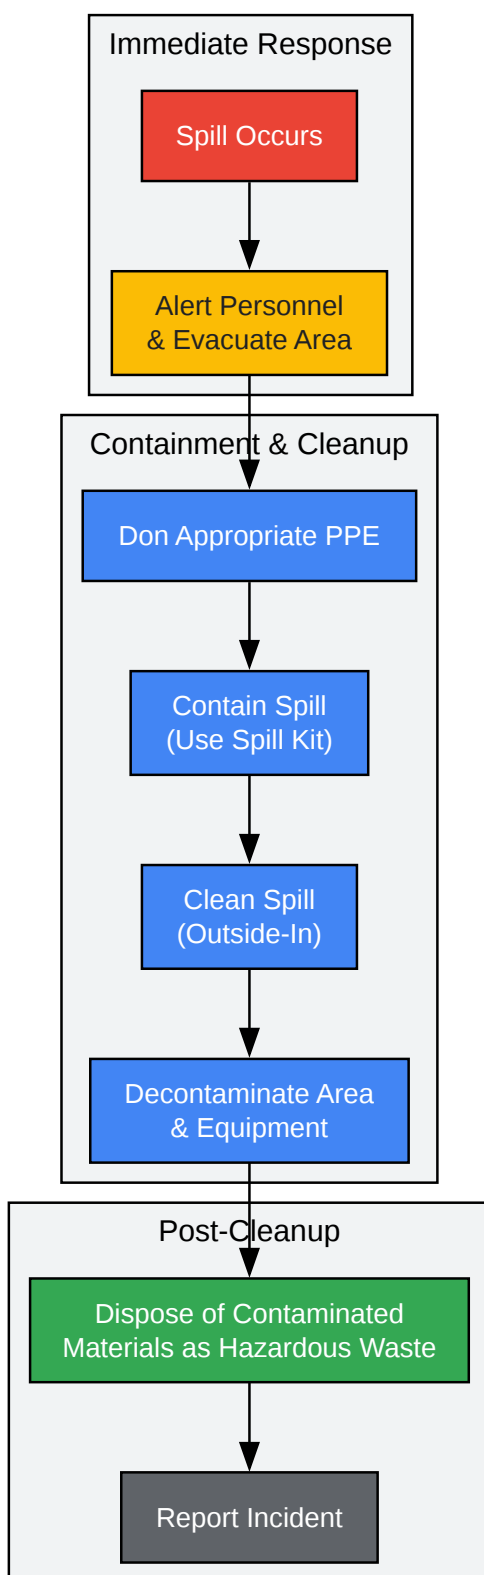 Immediate Response
Spill Occurs
Alert Personnel
& Evacuate Area
Containment & Cleanup
Don Appropriate PPE
Contain Spill
(Use Spill Kit)
Clean Spill
(Outside-In)
Decontaminate Area
& Equipment
Post-Cleanup
Dispose of Contaminated
Materials as Hazardous Waste
Report Incident